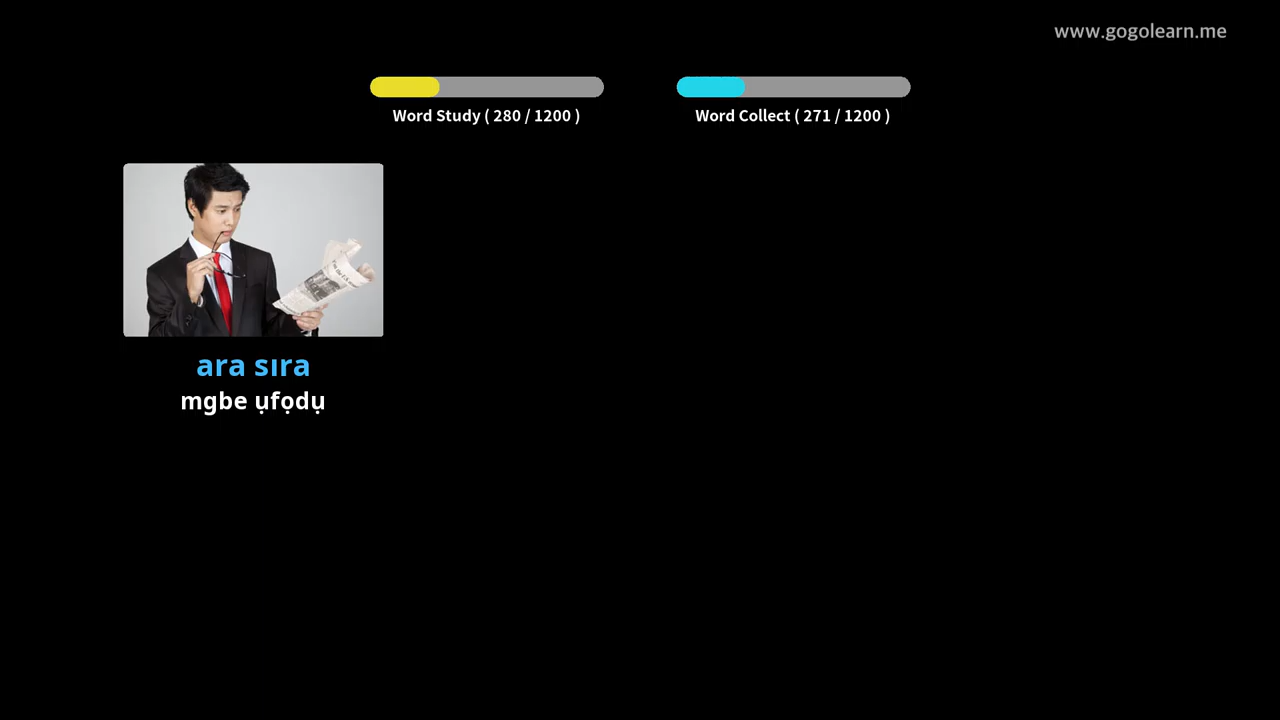 www.gogolearn.me
Word Study ( 280 / 1200 )
Word Collect ( 271 / 1200 )
ara sıra
mgbe ụfọdụ